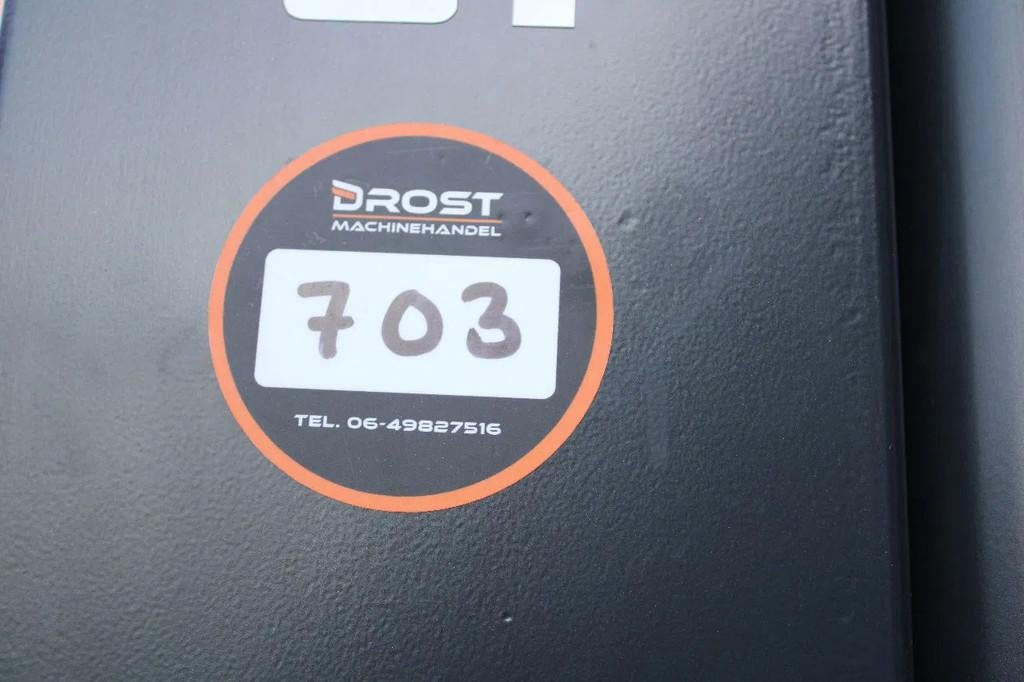 DROST
MACHINEHANDEL
703
TEL. 06-49827516